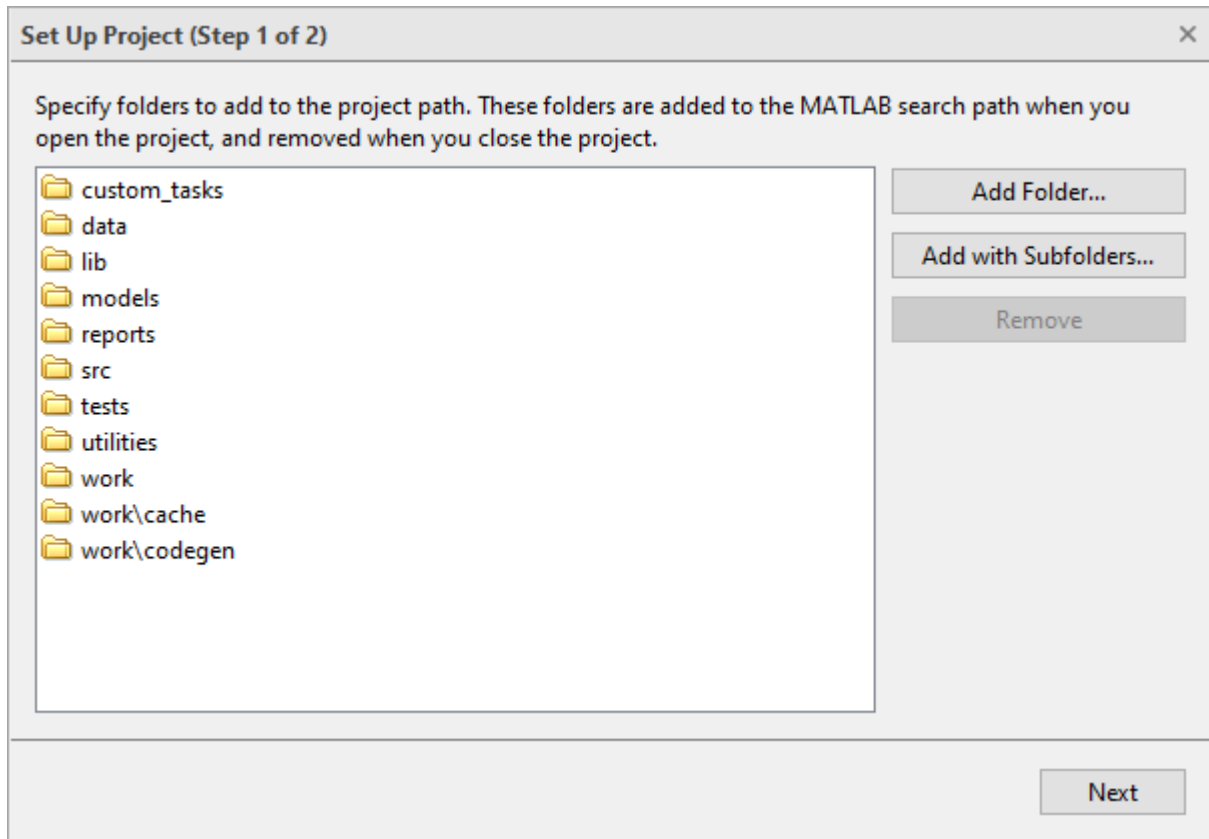 Set Up Project (Step 1 of 2)
Specify folders to add to the project path. These folders are added to the MATLAB search path when you
open the project, and removed when you close the project.
custom_tasks
data
lib
models
reports
src
tests
utilities
work
work\cache
work\codegen
Add Folder...
Add with Subfolders...
Remove
Next